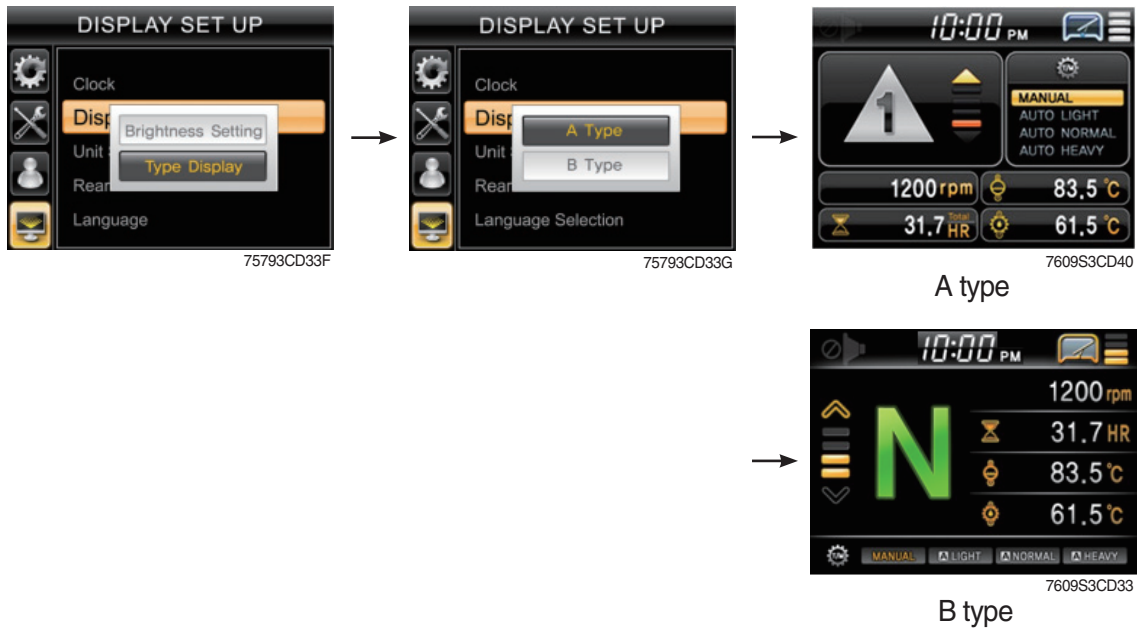 DISPLAY SET UP
Clock
Disp
Brightness Setting
Unit
Type Display
Rear
Language
75793CD33F
DISPLAY SET UP
Clock
Disp
A Type
Unit
B Type
Rear
Language Selection
75793CD33G
10:00 PM
1
T/M
MANUAL
AUTO LIGHT
AUTO NORMAL
AUTO HEAVY
1200 rpm
83.5 °C
31.7 Total HR
61.5 °C
7609S3CD40
A type
10:00 PM
1200 rpm
N
31.7 HR
83.5 °C
61.5 °C
T/M MANUAL A LIGHT A NORMAL A HEAVY
7609S3CD33
B type